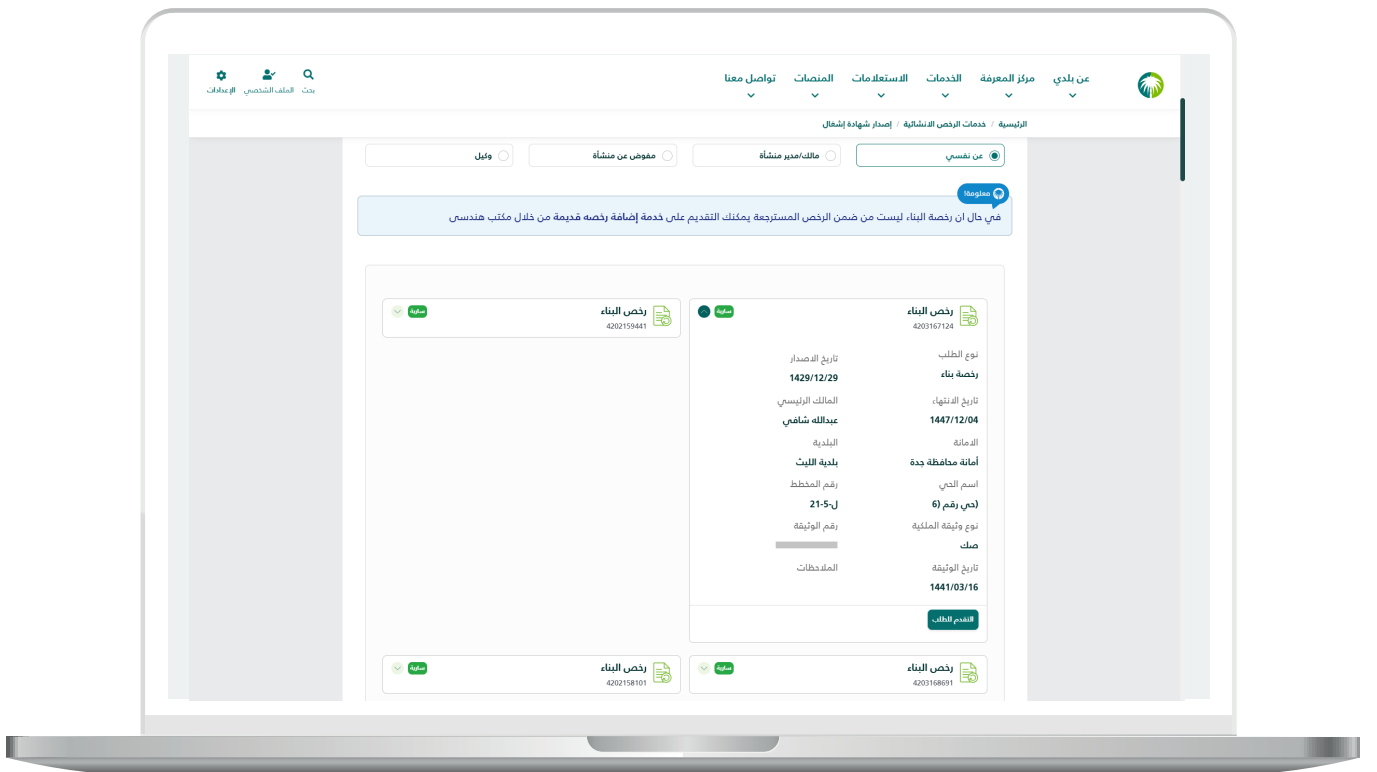 عن بلدي
مركز المعرفة
الخدمات
الاستعلامات
المنصات
تواصل معنا
بحث
الملف الشخصي
الإعدادات
الرئيسية / خدمات الرخص الانشائية / إصدار شهادة إشغال
عن نفسي
مالك/مدير منشأة
مفوض عن منشأة
وكيل
معلومة!
في حال ان رخصة البناء ليست من ضمن الرخص المسترجعة يمكنك التقديم على خدمة إضافة رخصه قديمة من خلال مكتب هندسى
رخص البناء
4203167124
سارية
نوع الطلب
رخصة بناء
تاريخ الاصدار
1429/12/29
تاريخ الانتهاء
1447/12/04
المالك الرئيسي
عبدالله شافي
الامانة
أمانة محافظة جدة
البلدية
بلدية الليث
اسم الحي
(حي رقم (6
رقم المخطط
ل-5-21
نوع وثيقة الملكية
صك
رقم الوثيقة
تاريخ الوثيقة
1441/03/16
الملاحظات
التقدم للطلب
رخص البناء
4202159441
سارية
رخص البناء
4203168691
سارية
رخص البناء
4202158101
سارية